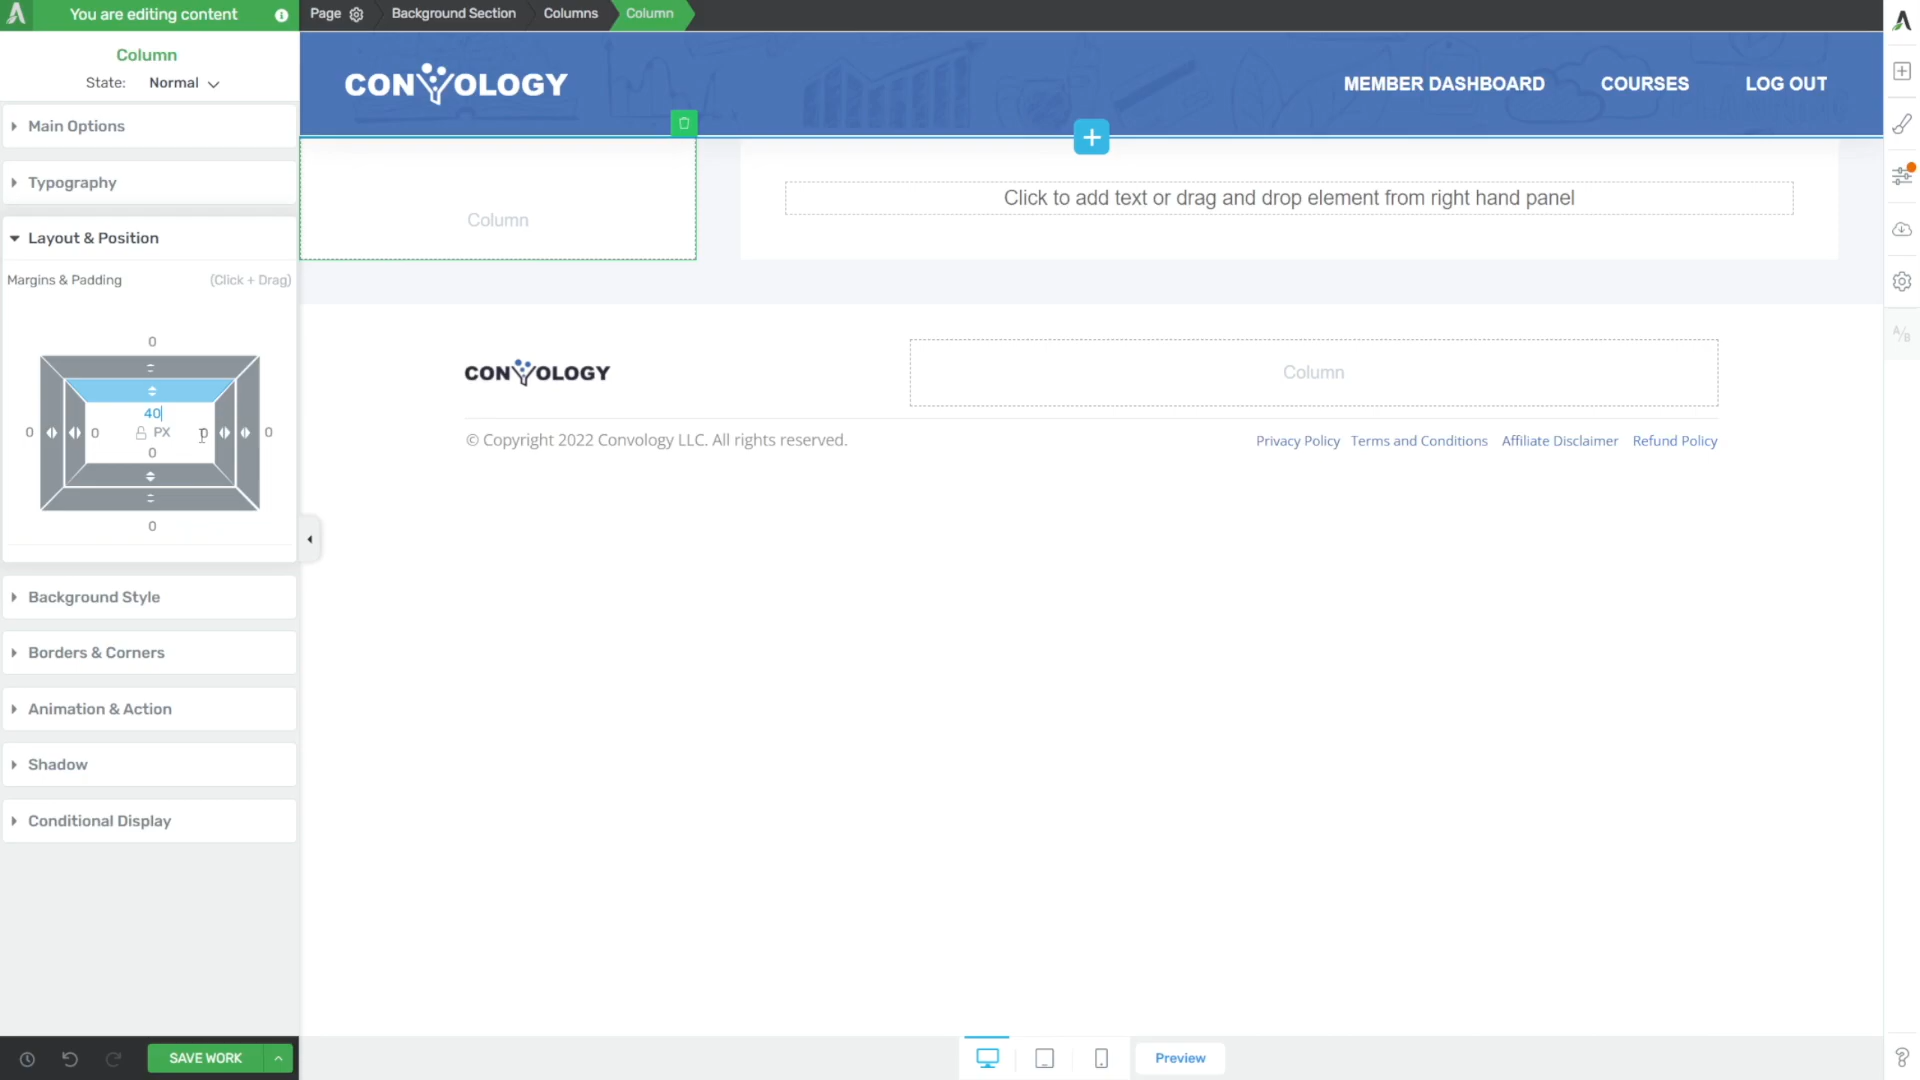 You are editing content
Page
Background Section
Columns
Column
Column
State: Normal
Main Options
Typography
Layout & Position
Margins & Padding (Click + Drag)
0
40
0 0 PX 0 0
0
0
Background Style
Borders & Corners
Animation & Action
Shadow
Conditional Display
SAVE WORK
CONVOLOGY
MEMBER DASHBOARD
COURSES
LOG OUT
Column
Click to add text or drag and drop element from right hand panel
CONVOLOGY
Column
© Copyright 2022 Convology LLC. All rights reserved.
Privacy Policy Terms and Conditions Affiliate Disclaimer Refund Policy
Preview
A/B